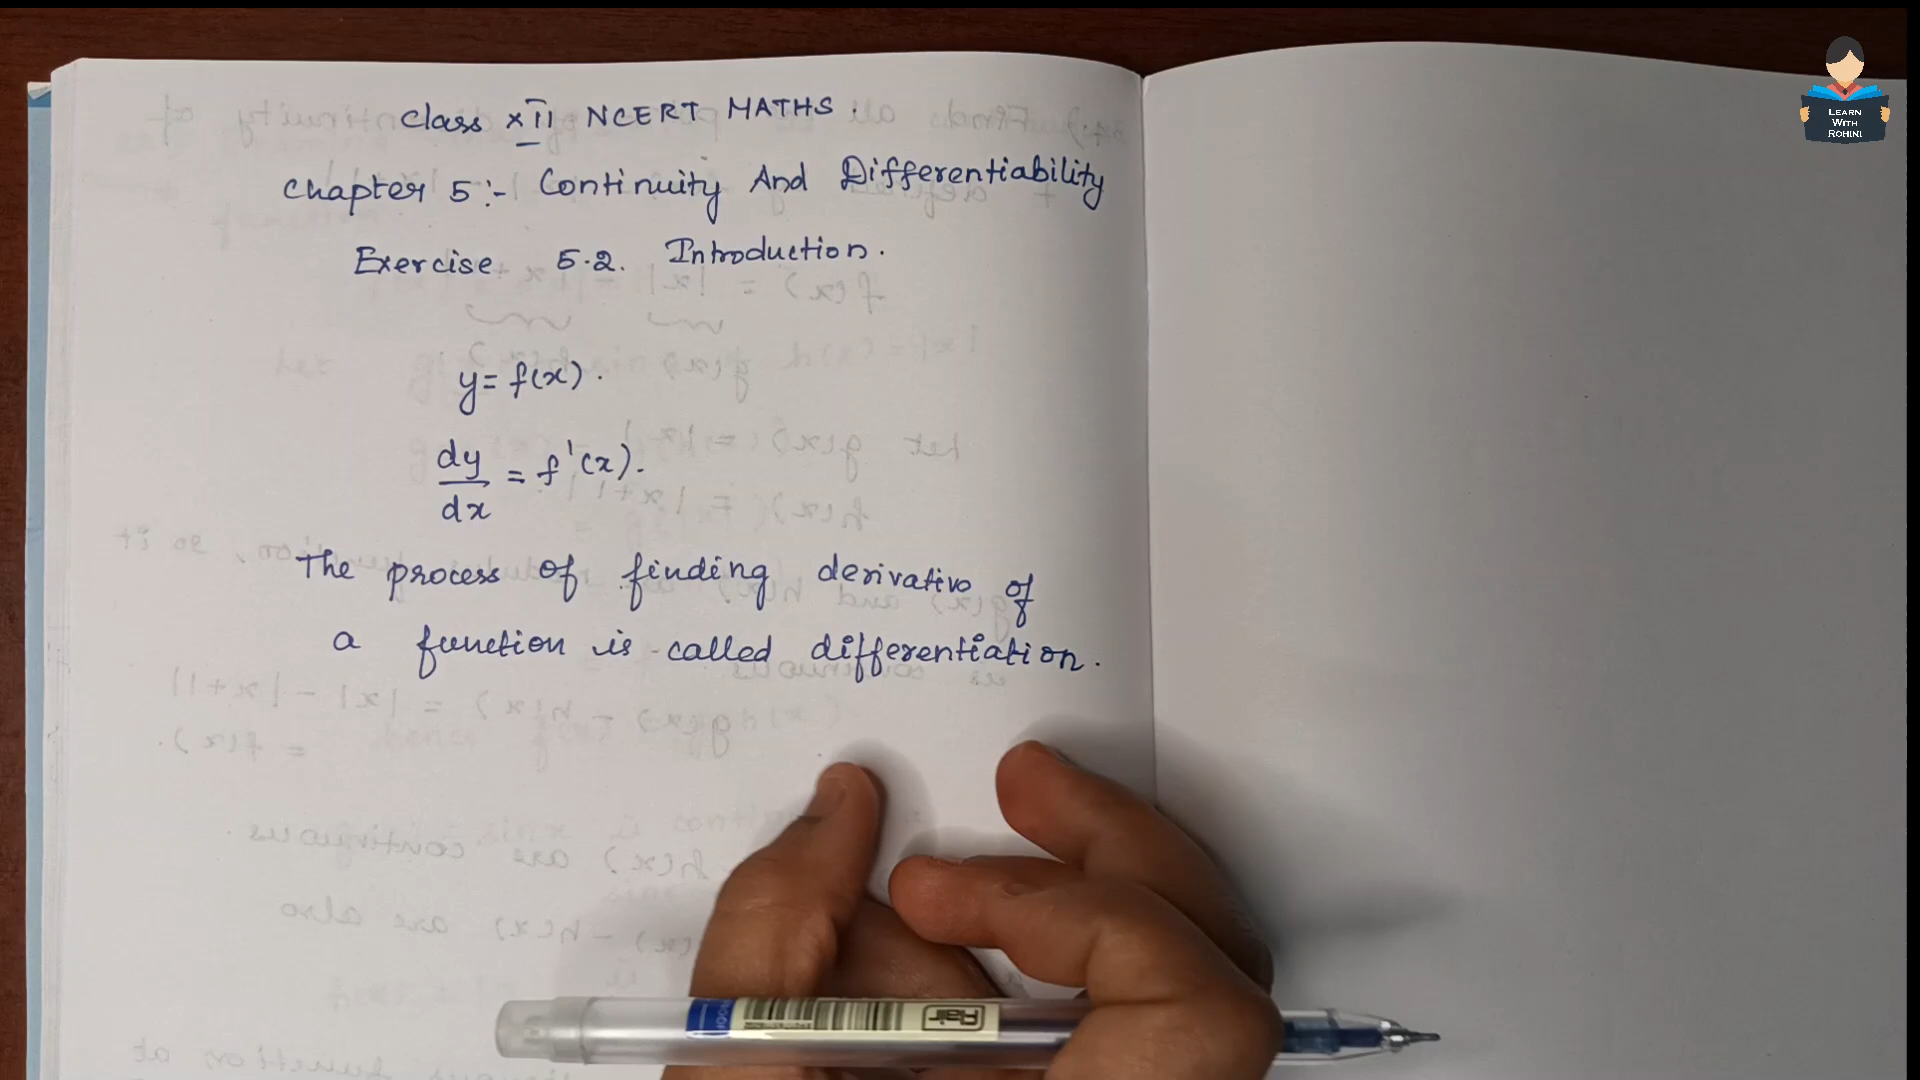 Class XII NCERT MATHS.
Chapter 5:- Continuity And Differentiability
Exercise 5.2. Introduction.
y = f(x).
dy/dx = f'(x).
The process of finding derivative of
a function is called differentiation.
LEARN
WITH
ROHINI
Flair